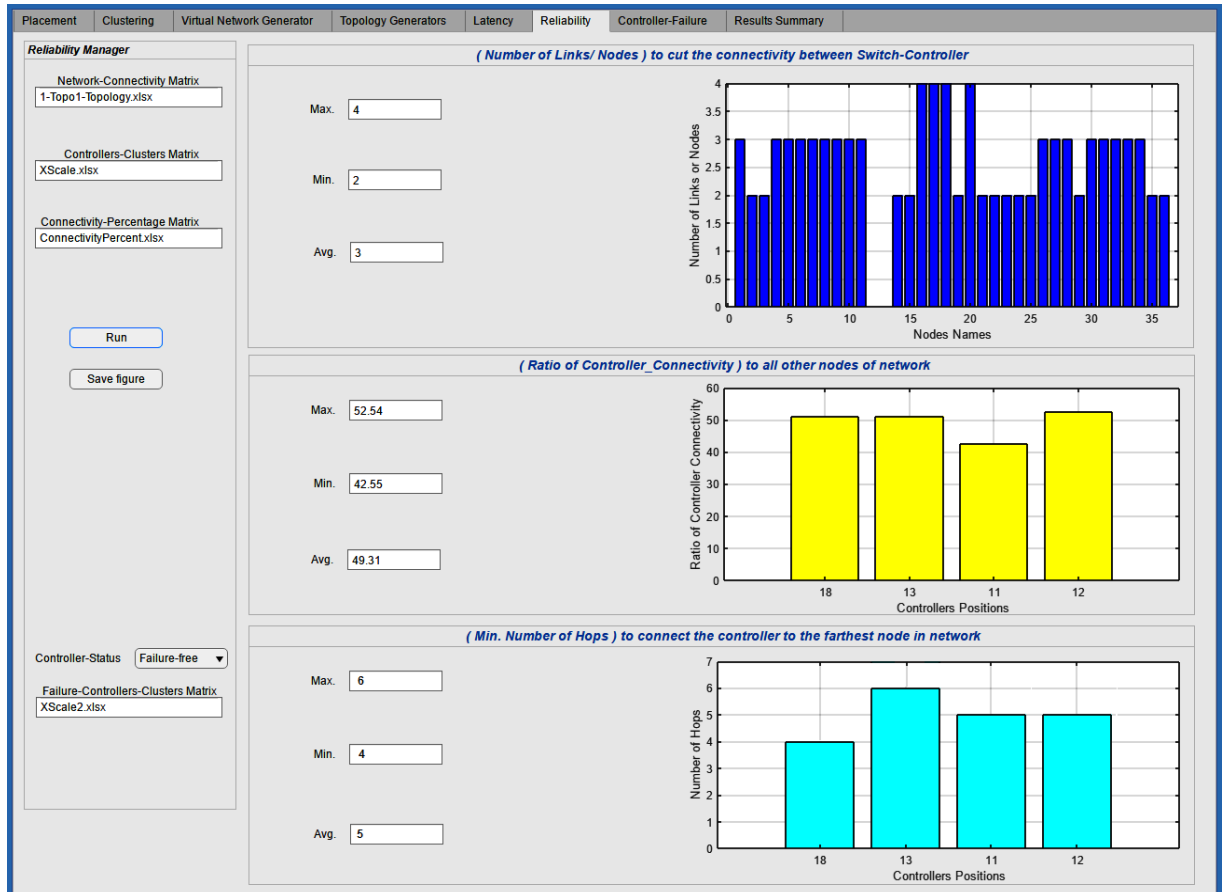 Placement Clustering Virtual Network Generator Topology Generators Latency Reliability Controller-Failure Results Summary
Reliability Manager
Network-Connectivity Matrix
1-Topo1-Topology.xlsx
Controllers-Clusters Matrix
XScale.xlsx
Connectivity-Percentage Matrix
ConnectivityPercent.xlsx
Run
Save figure
Controller-Status Failure-free
Failure-Controllers-Clusters Matrix
XScale2.xlsx
( Number of Links/ Nodes ) to cut the connectivity between Switch-Controller
Max. 4
Min. 2
Avg. 3
Number of Links or Nodes
4
3.5
3
2.5
2
1.5
1
0.5
0
0 5 10 15 20 25 30 35
Nodes Names
( Ratio of Controller_Connectivity ) to all other nodes of network
Max. 52.54
Min. 42.55
Avg. 49.31
Ratio of Controller Connectivity
60
50
40
30
20
10
0
18 13 11 12
Controllers Positions
( Min. Number of Hops ) to connect the controller to the farthest node in network
Max. 6
Min. 4
Avg. 5
Number of Hops
7
6
5
4
3
2
1
0
18 13 11 12
Controllers Positions